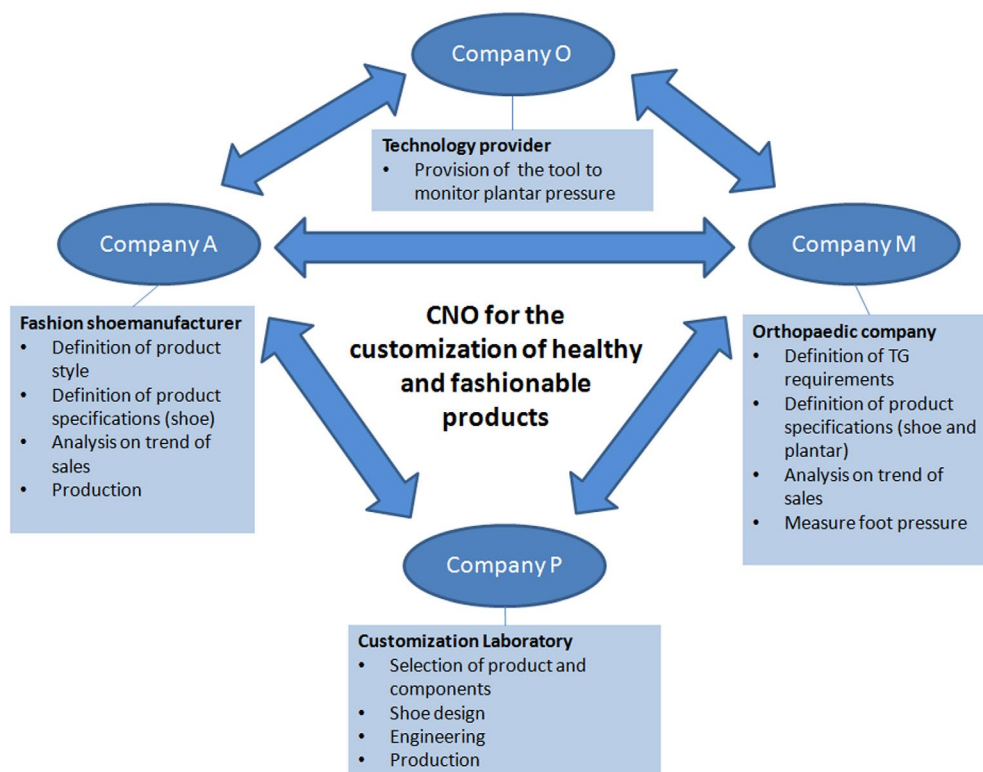 Company O
Technology provider
• Provision of the tool to
monitor plantar pressure
Company A
Company M
Fashion shoemanufacturer
• Definition of product
style
• Definition of product
specifications (shoe)
• Analysis on trend of
sales
• Production
CNO for the
customization of healthy
and fashionable
products
Orthopaedic company
• Definition of TG
requirements
• Definition of product
specifications (shoe and
plantar)
• Analysis on trend of
sales
• Measure foot pressure
Company P
Customization Laboratory
• Selection of product and
components
• Shoe design
• Engineering
• Production